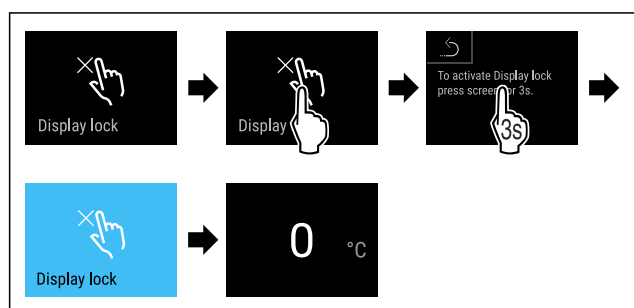 Display lock
Display
To activate Display lock
press screen for 3s.
3s
Display lock
0 °C